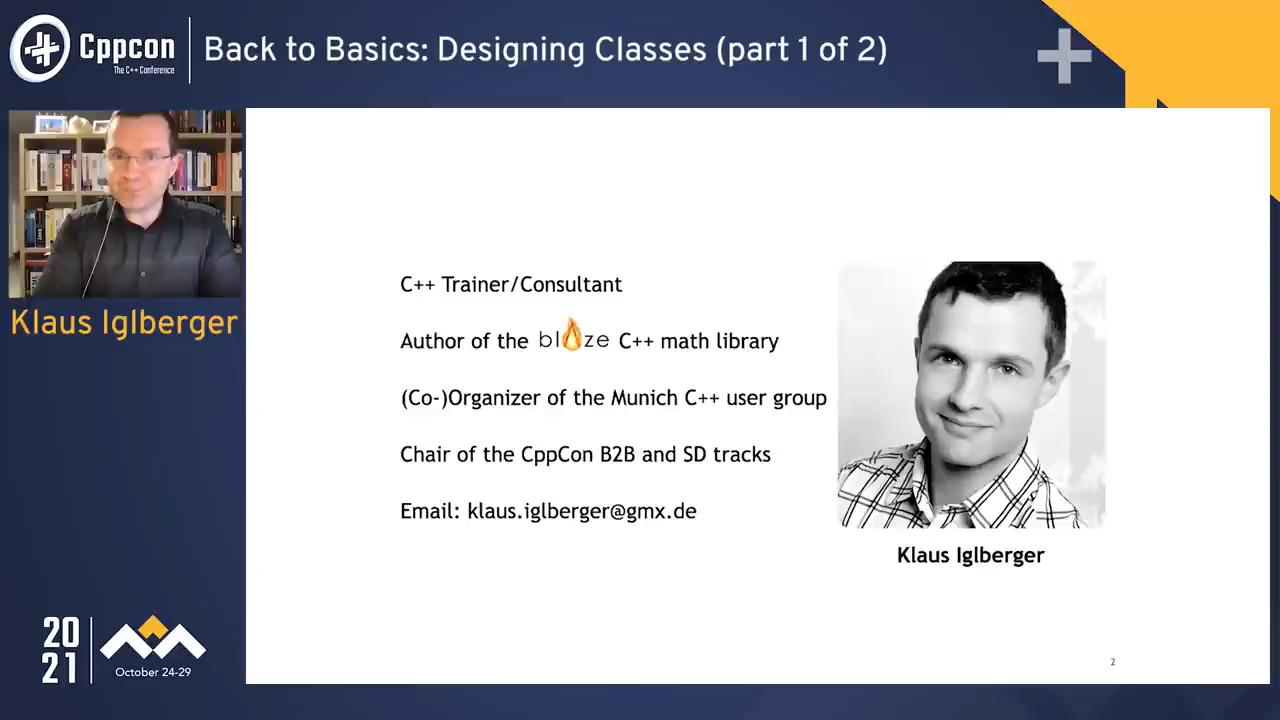 Cppcon
The C++ Conference
Back to Basics: Designing Classes (part 1 of 2)
Klaus Iglberger
C++ Trainer/Consultant
Author of the blaze C++ math library
(Co-)Organizer of the Munich C++ user group
Chair of the CppCon B2B and SD tracks
Email: klaus.iglberger@gmx.de
Klaus Iglberger
20
21
October 24-29
2